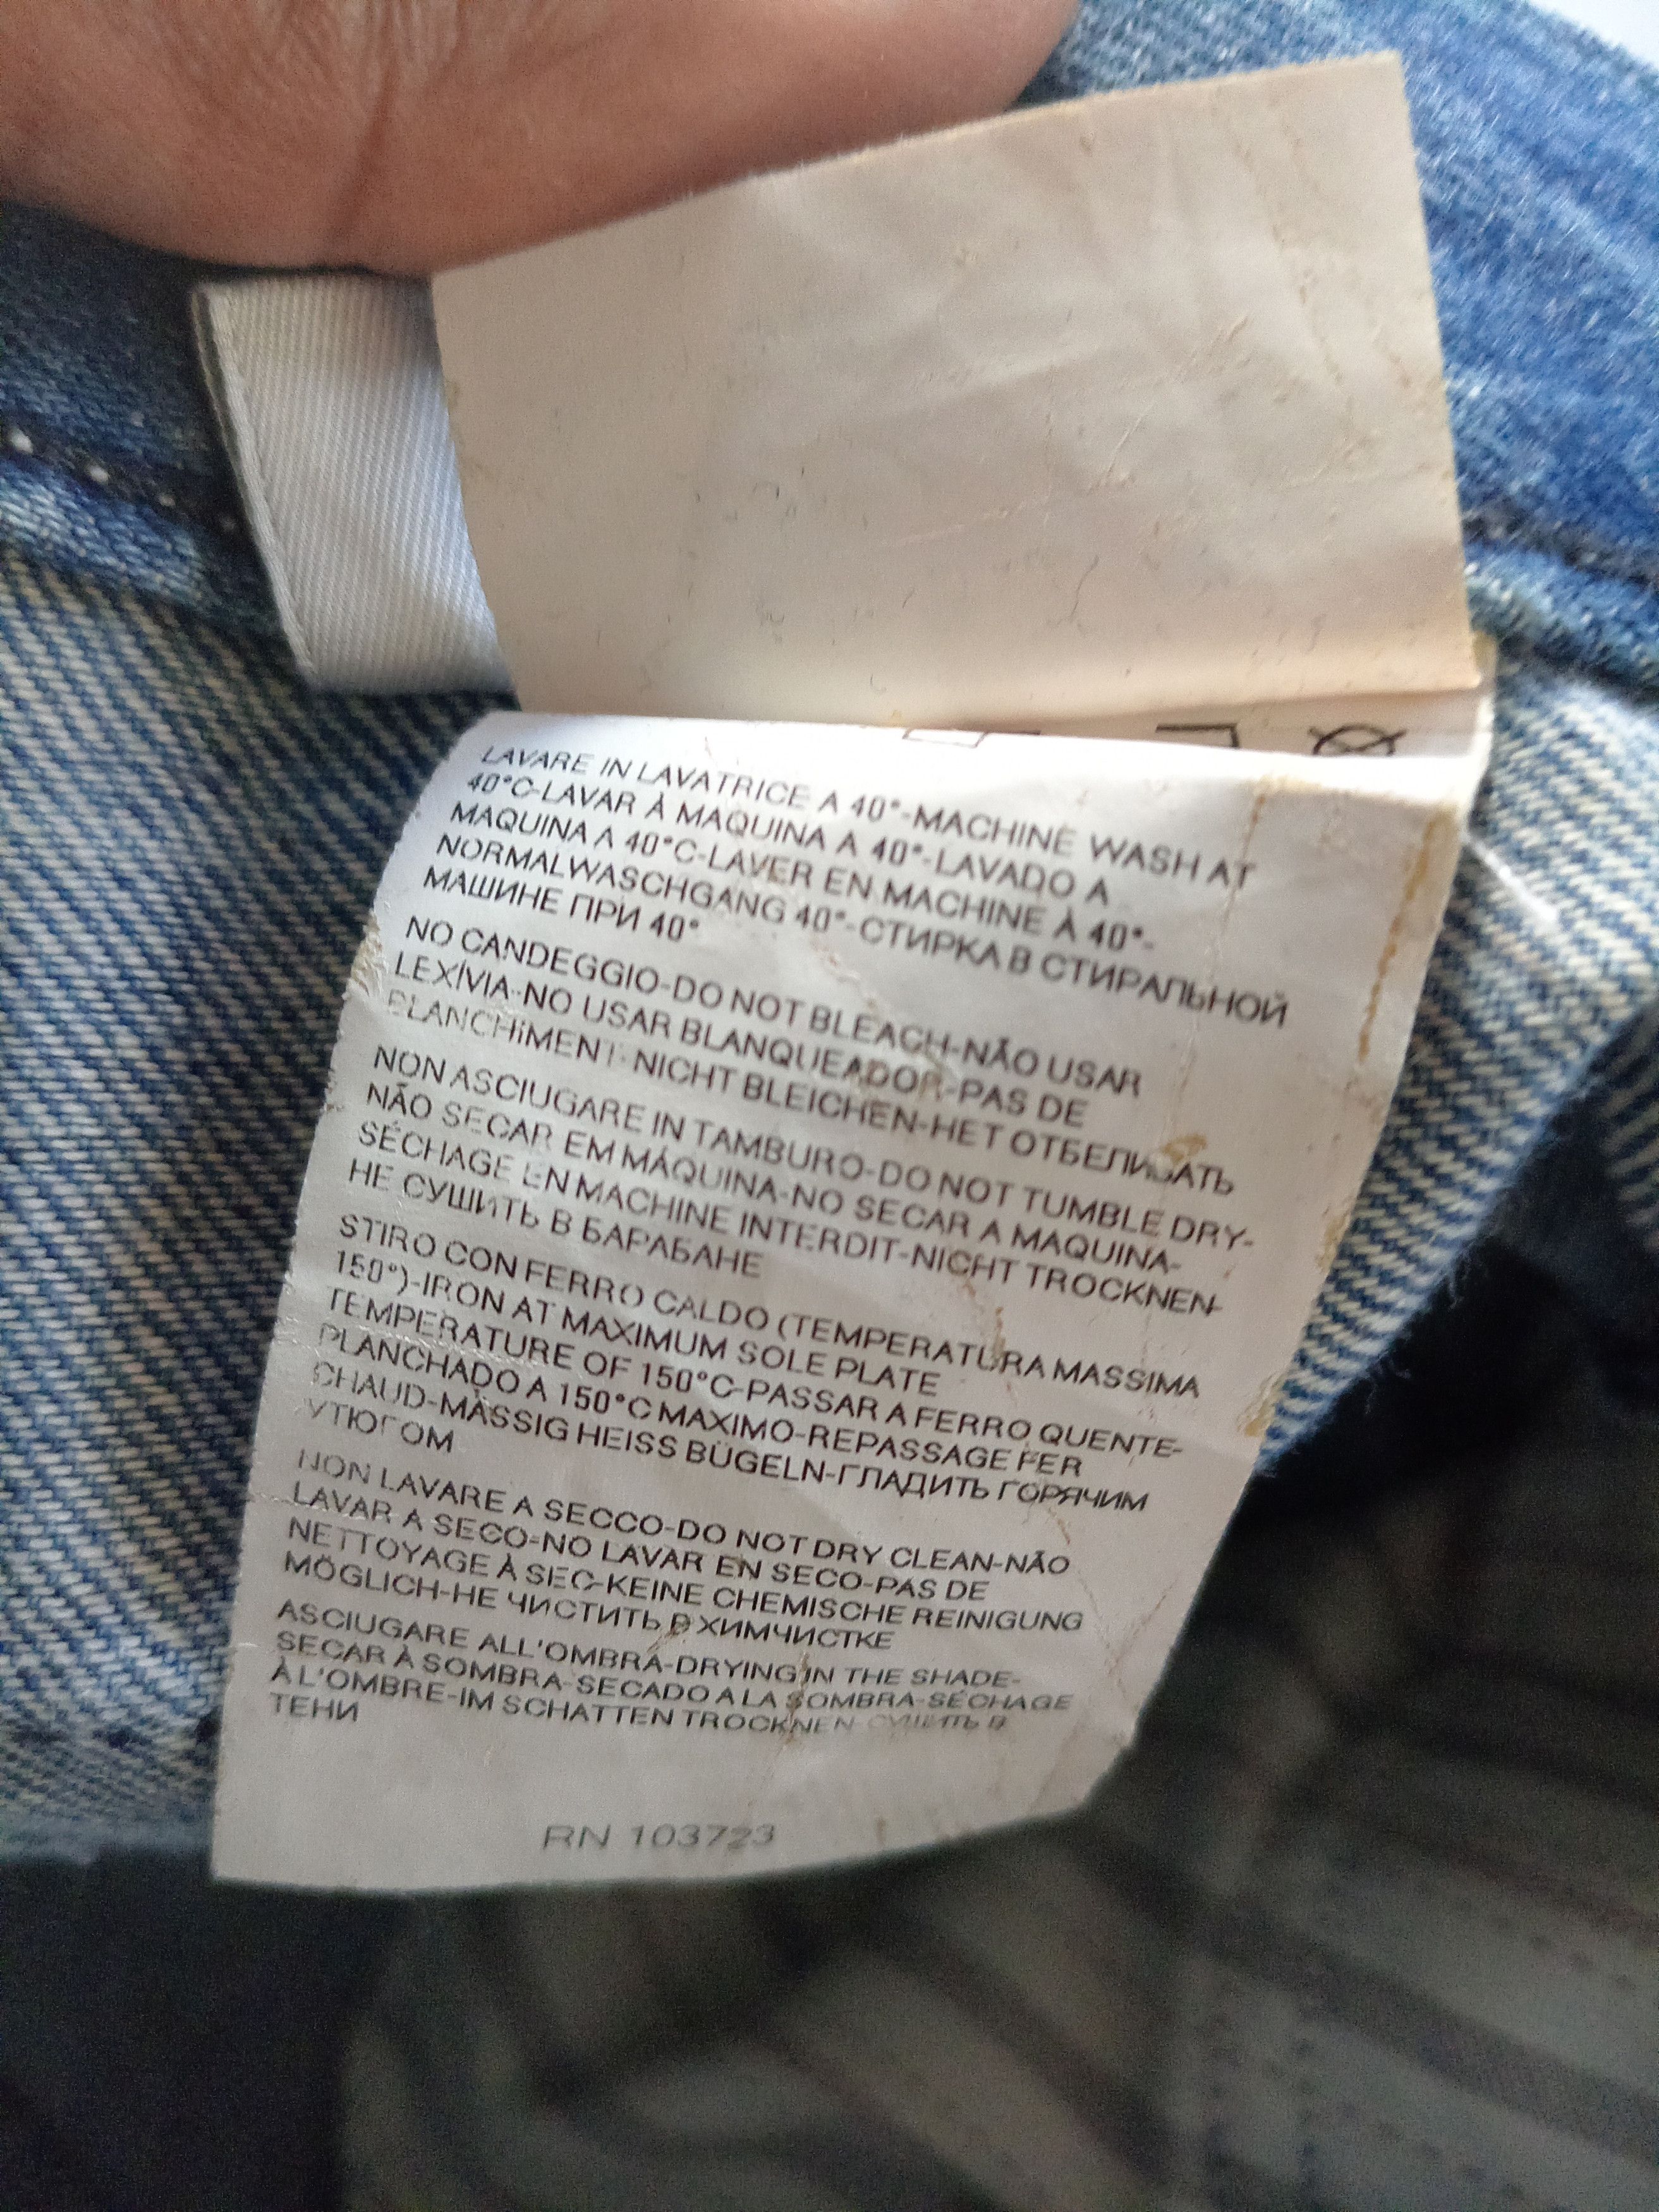 LAVARE IN LAVATRICE A 40°-MACHINE WASH AT
40°C-LAVAR À MAQUINA A 40°-LAVADO A
MAQUINA A 40°C-LAVER EN MACHINE À 40°-
NORMALWASCHGANG 40°-СТИРКА В СТИРАЛЬНОЙ
МАШИНЕ ПРИ 40°
NO CANDEGGIO-DO NOT BLEACH-NÃO USAR
LEXÍVIA-NO USAR BLANQUEADOR-PAS DE
BLANCHIMENT-NICHT BLEICHEN-НЕТ ОТБЕЛИВАТЬ
NON ASCIUGARE IN TAMBURO-DO NOT TUMBLE DRY-
NÃO SECAR EM MÁQUINA-NO SECAR A MAQUINA-
SÉCHAGE EN MACHINE INTERDIT-NICHT TROCKNEN-
НЕ СУШИТЬ В БАРАБАНЕ
STIRO CON FERRO CALDO (TEMPERATURA MASSIMA
150°)-IRON AT MAXIMUM SOLE PLATE
TEMPERATURE OF 150°C-PASSAR A FERRO QUENTE-
PLANCHADO A 150°C MAXIMO-REPASSAGE FER
CHAUD-MÄSSIG HEISS BÜGELN-ГЛАДИТЬ ГОРЯЧИМ
УТЮГОМ
NON LAVARE A SECCO-DO NOT DRY CLEAN-NÃO
LAVAR A SECO-NO LAVAR EN SECO-PAS DE
NETTOYAGE À SEC-KEINE CHEMISCHE REINIGUNG
MÖGLICH-НЕ ЧИСТИТЬ В ХИМЧИСТКЕ
ASCIUGARE ALL'OMBRA-DRYING IN THE SHADE-
SECAR À SOMBRA-SECADO A LA SOMBRA-SÉCHAGE
À L'OMBRE-IM SCHATTEN TROCKNEN-СУШИТЬ В
ТЕНИ
RN 103723